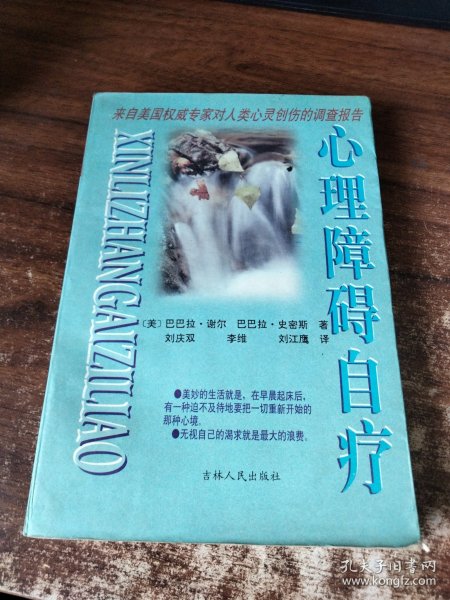 来自美国权威专家对人类心灵创伤的调查报告
心理障碍自疗
XINLIZHANGAIZILIAO
〔美〕巴巴拉·谢尔 巴巴拉·史密斯 著
刘庆双 李维 刘江鹰 译
●美妙的生活就是，在早晨起床后，
有一种迫不及待地要把一切重新开始的
那种心境。
●无视自己的渴求就是最大的浪费。
吉林人民出版社
孔夫子旧书网
www.kongfz.com